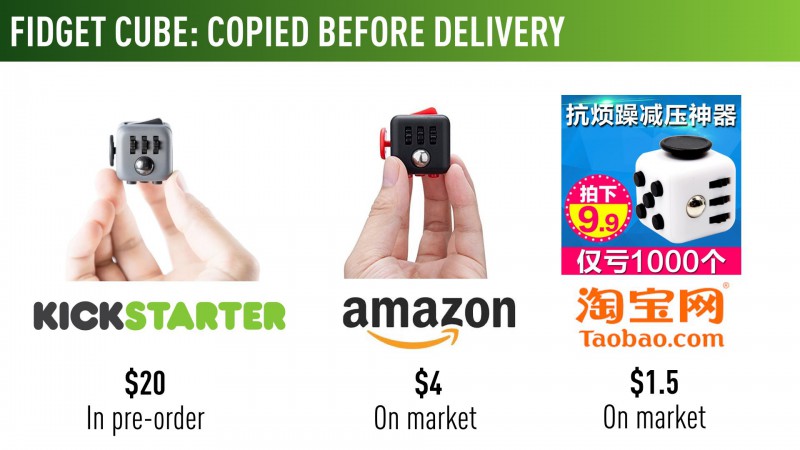 FIDGET CUBE: COPIED BEFORE DELIVERY
KICKSTARTER
$20
In pre-order
amazon
$4
On market
抗烦躁减压神器
拍下
9.9
仅亏1000个
淘宝网®
Taobao.com
$1.5
On market